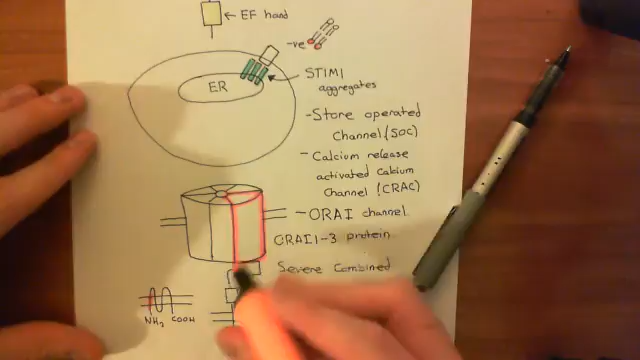 EF hand
-ve
ER
STIM1
aggregates
- Store operated
Channel (SOC)
- Calcium release
activated calcium
Channel (CRAC)
- ORAI channel
ORAI1-3 protein
Severe Combined
NH2 COOH